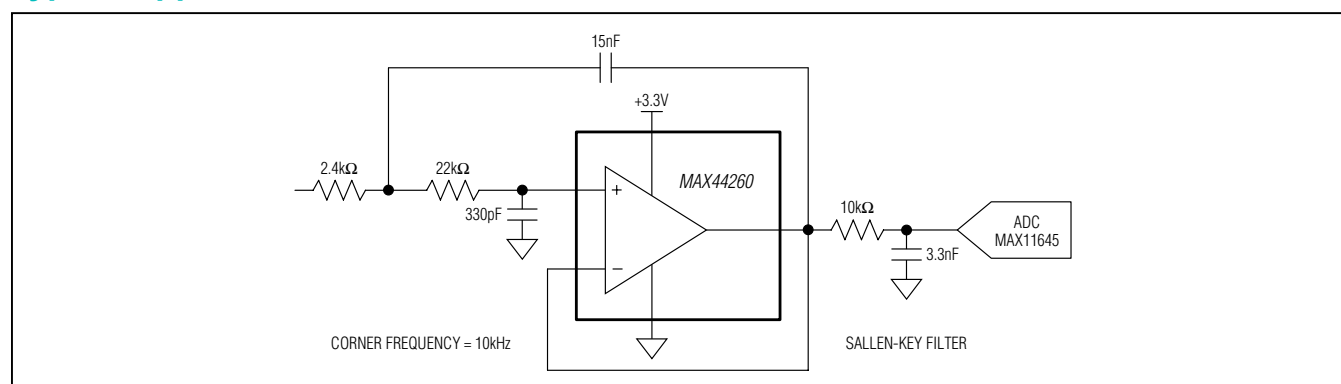 15nF
+3.3V
2.4kΩ
22kΩ
MAX44260
+
330pF
10kΩ
ADC
MAX11645
−
3.3nF
CORNER FREQUENCY = 10kHz
SALLEN-KEY FILTER